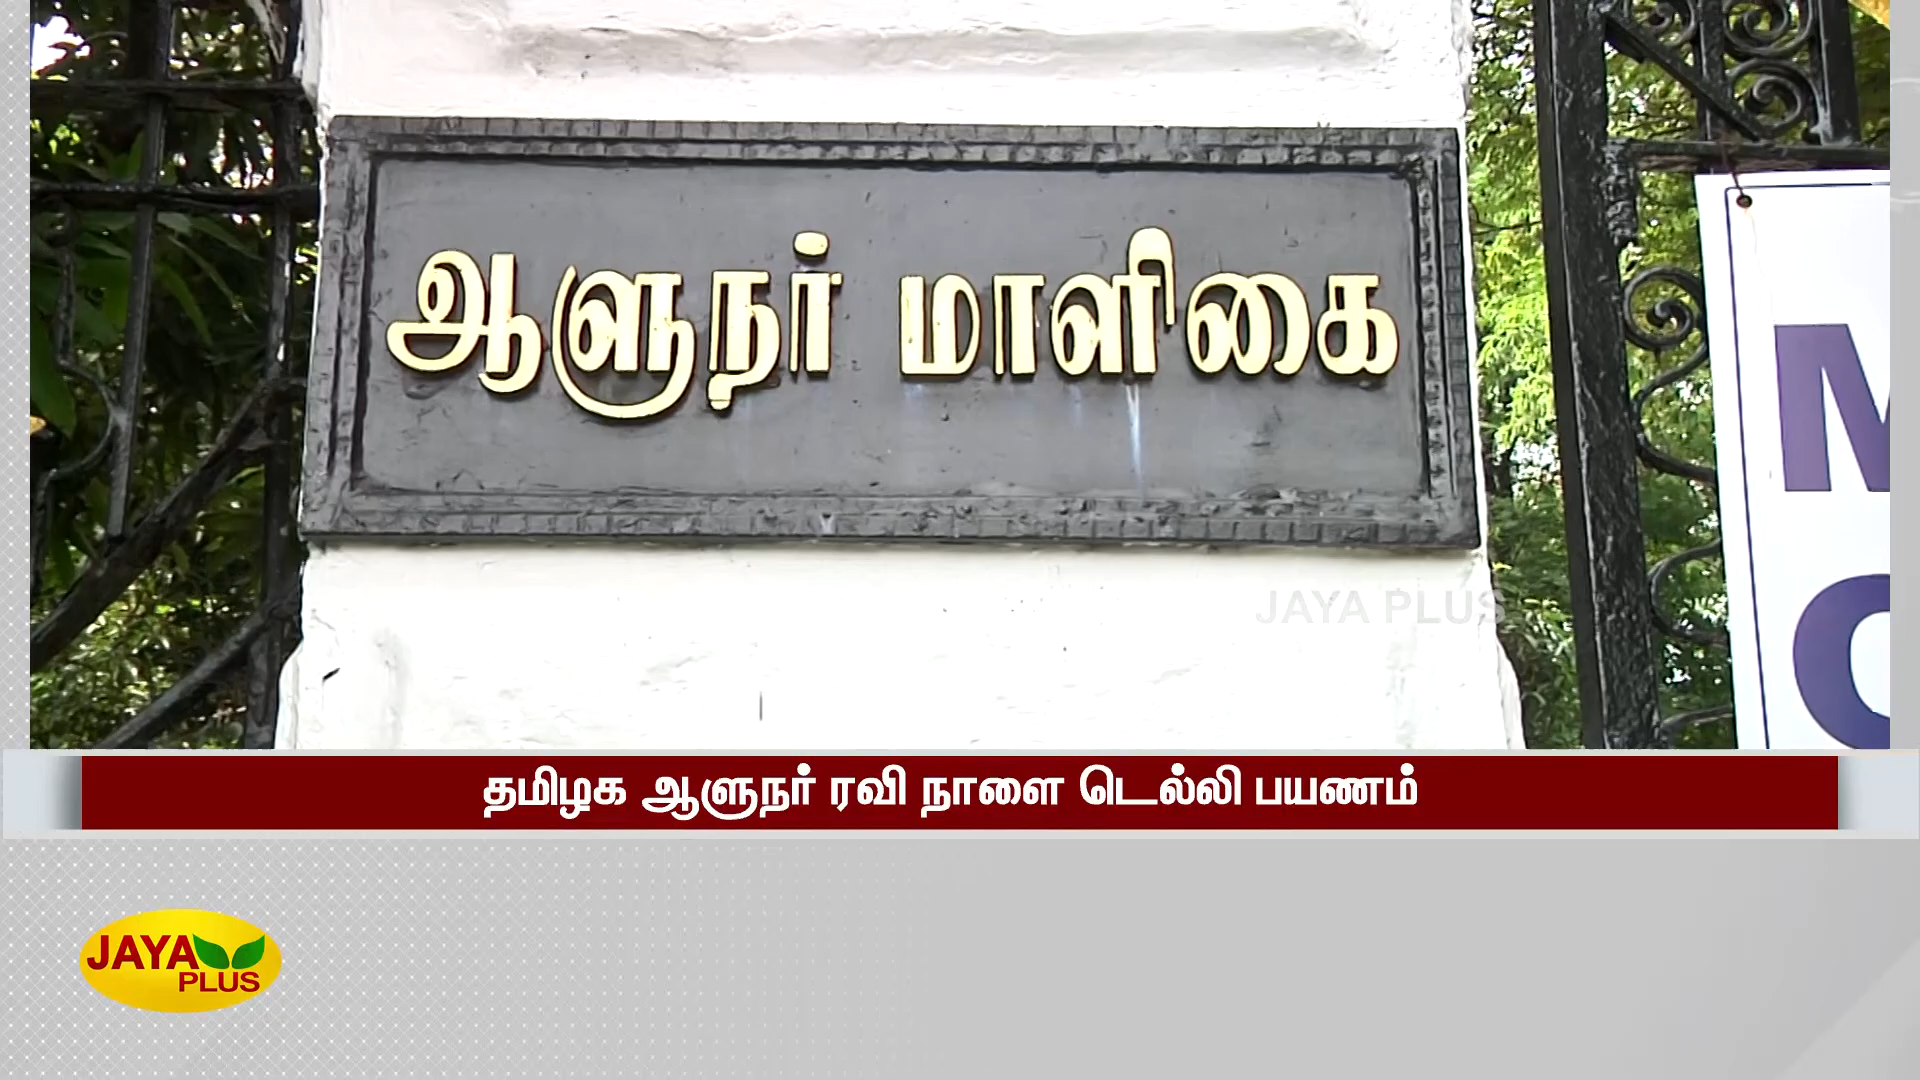 ஆளுநர் மாளிகை
JAYA PLUS
தமிழக ஆளுநர் ரவி நாளை டெல்லி பயணம்
JAYA
PLUS